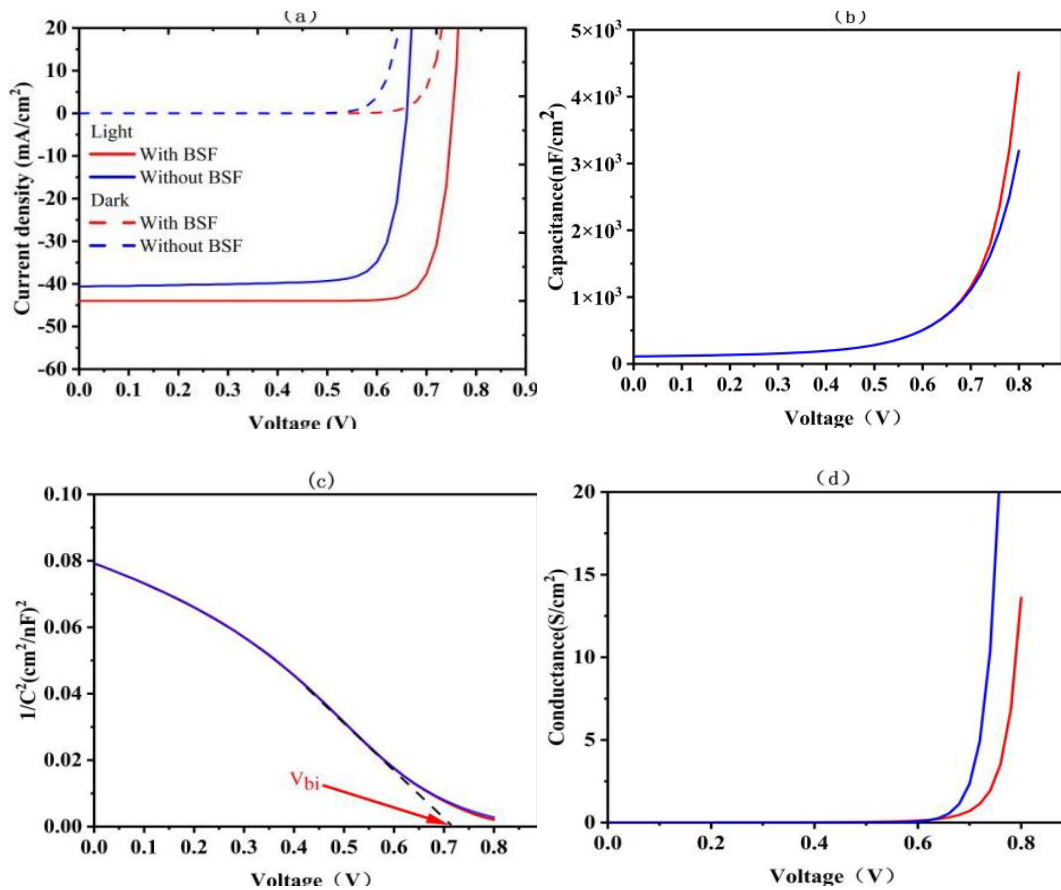 (a)
20
10
0
-10
-20
-30
-40
-50
-60
Current density (mA/cm²)
Light
With BSF
Without BSF
Dark
With BSF
Without BSF
0.0 0.1 0.2 0.3 0.4 0.5 0.6 0.7 0.8 0.9
Voltage (V)
(b)
5×10³
4×10³
3×10³
2×10³
1×10³
0
Capacitance(nF/cm²)
0.0 0.1 0.2 0.3 0.4 0.5 0.6 0.7 0.8
Voltage（V）
(c)
0.10
0.08
0.06
0.04
0.02
0.00
1/C²(cm²/nF)²
Vbi
0.0 0.1 0.2 0.3 0.4 0.5 0.6 0.7 0.8
Voltage（V）
(d)
20
15
10
5
0
Conductance(S/cm²)
0.0 0.2 0.4 0.6 0.8
Voltage（V）